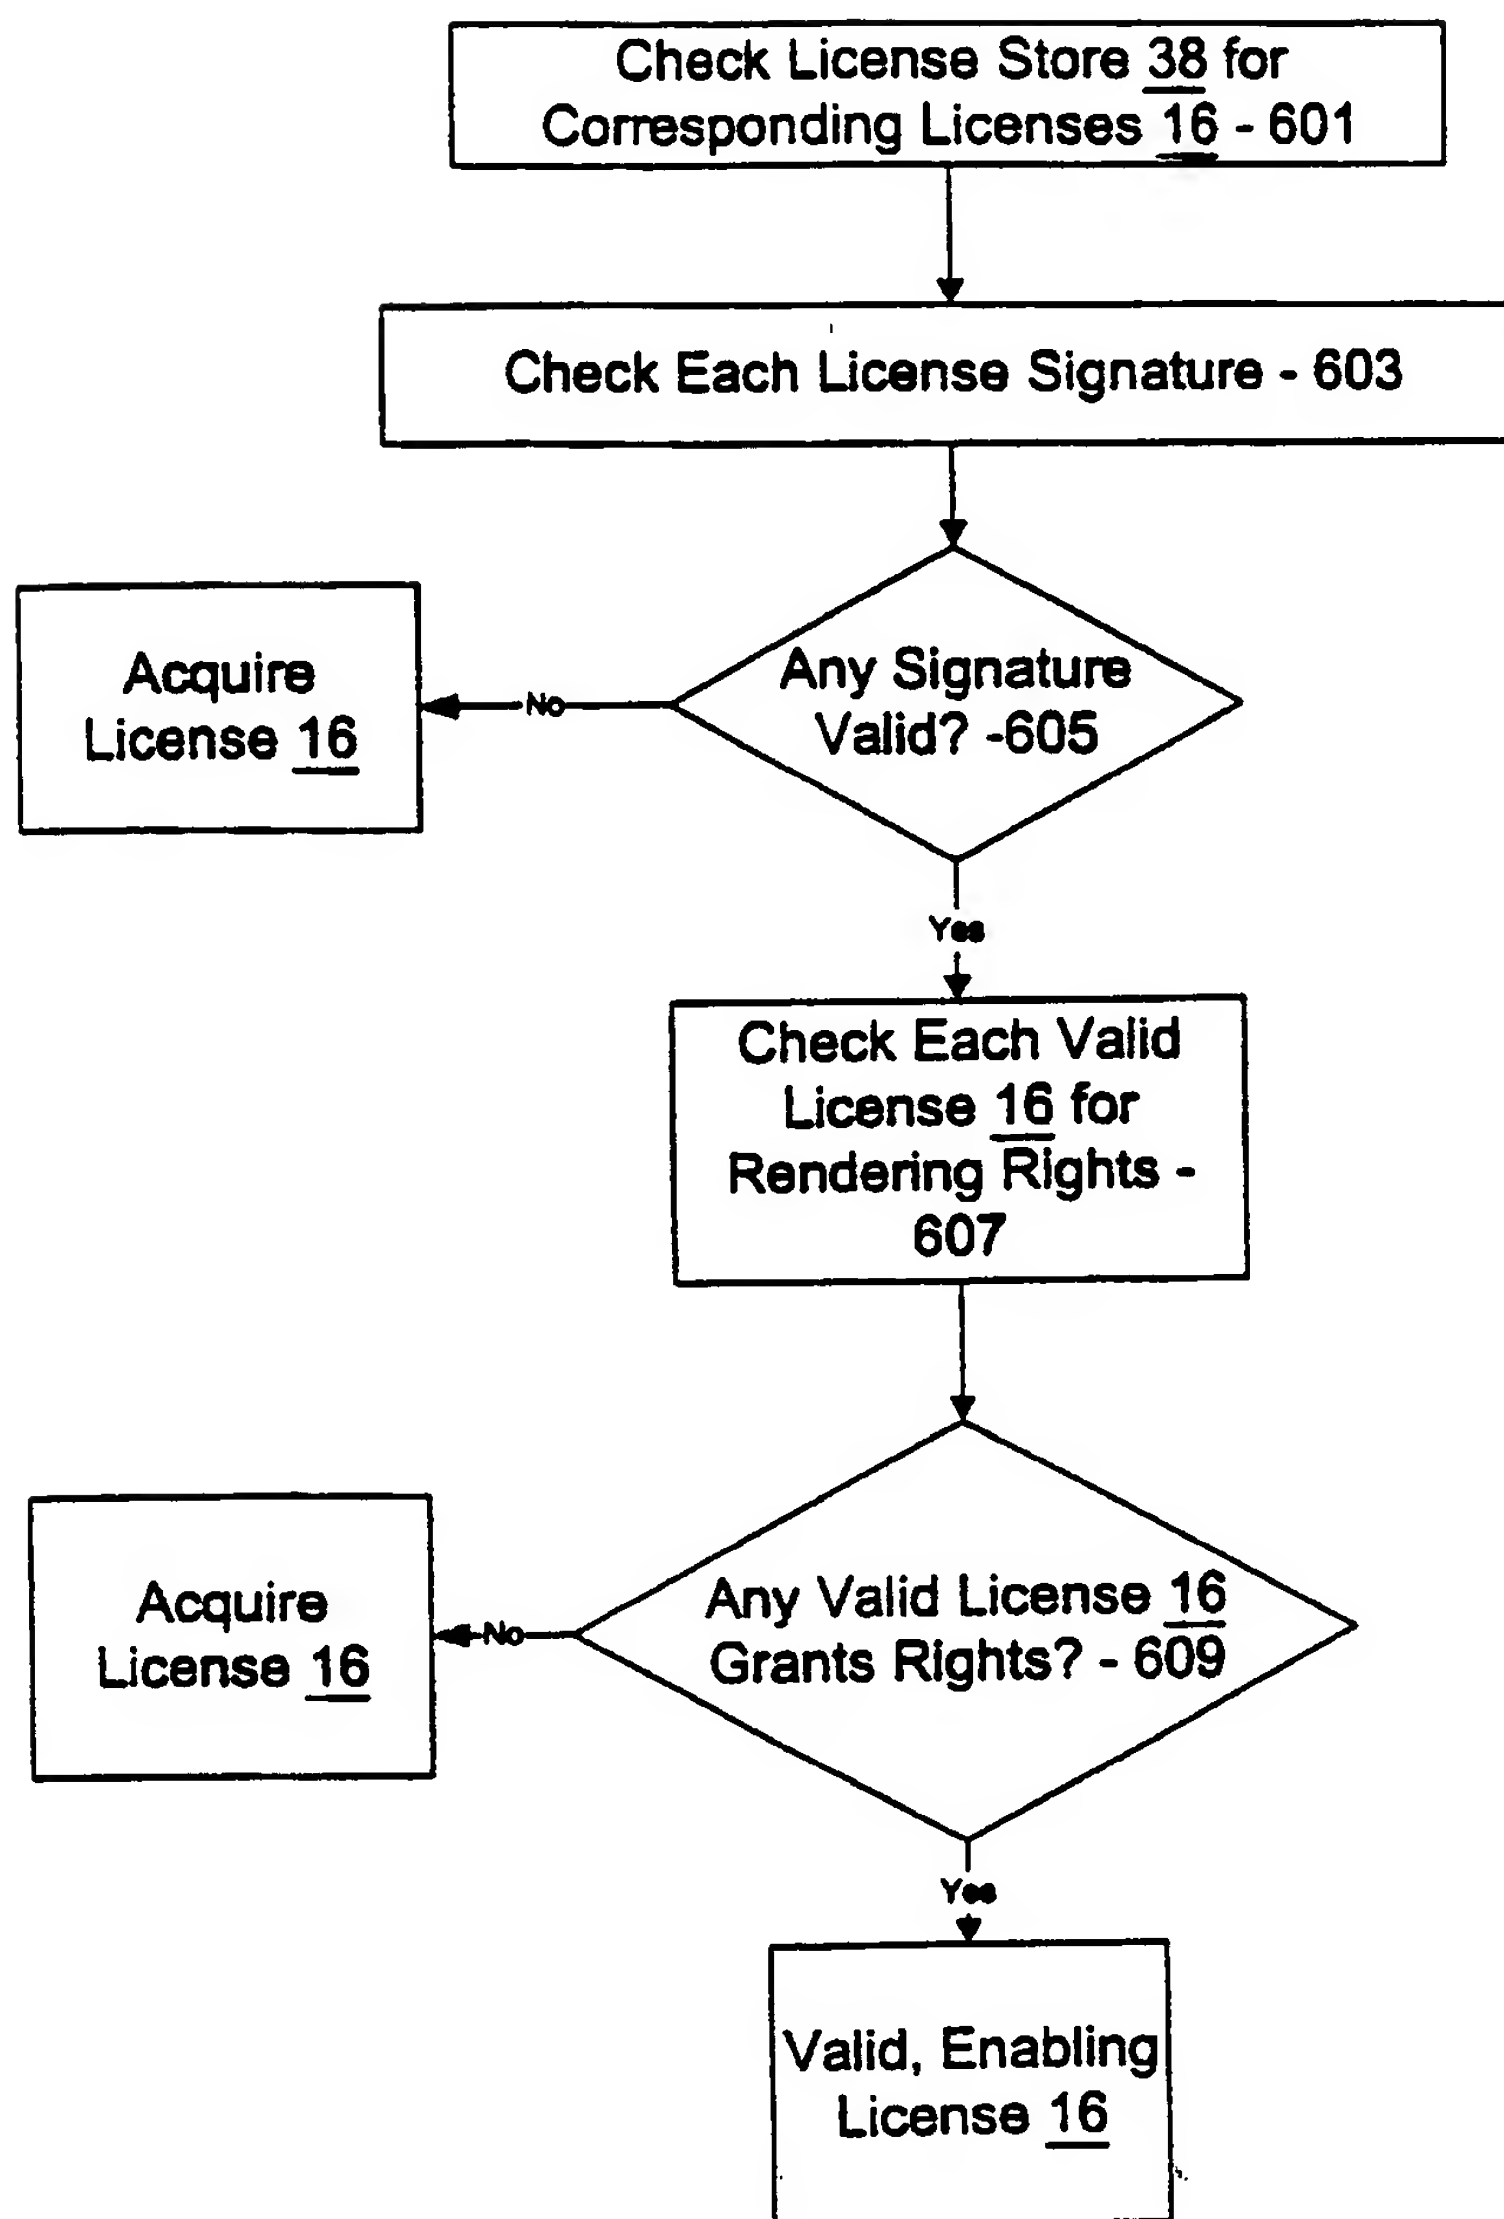 Check License Store 38 for
Corresponding Licenses 16 - 601
Check Each License Signature - 603
Any Signature
Valid? -605
No
Acquire
License 16
Yes
Check Each Valid
License 16 for
Rendering Rights -
607
Any Valid License 16
Grants Rights? - 609
No
Acquire
License 16
Yes
Valid, Enabling
License 16